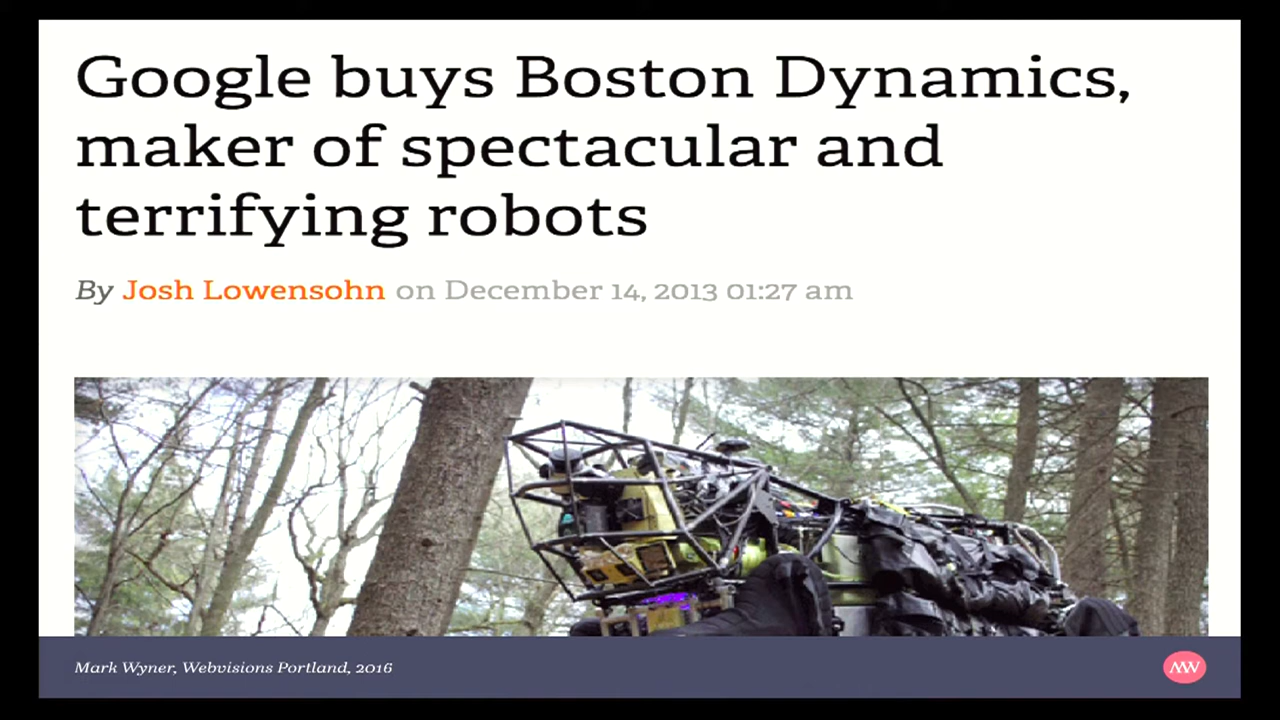 Google buys Boston Dynamics,
maker of spectacular and
terrifying robots
By Josh Lowensohn on December 14, 2013 01:27 am
Mark Wyner, Webvisions Portland, 2016
MW